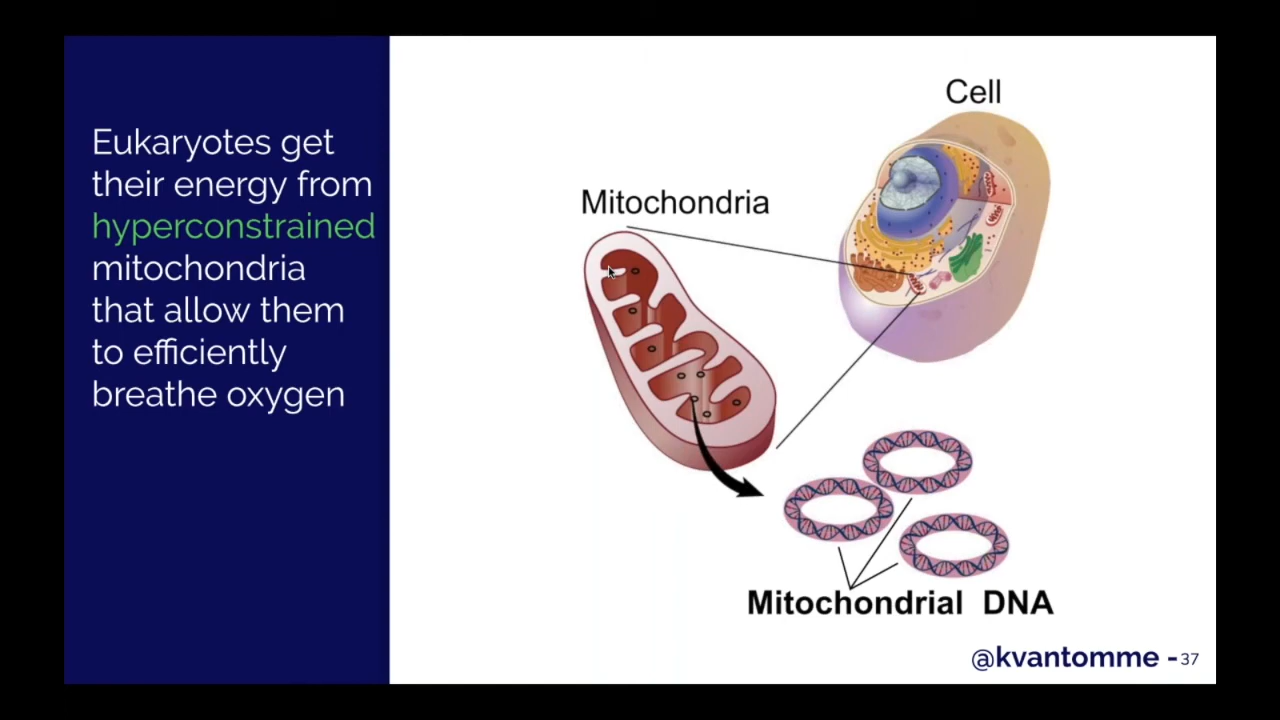 Eukaryotes get
their energy from
hyperconstrained
mitochondria
that allow them
to efficiently
breathe oxygen
Cell
Mitochondria
Mitochondrial DNA
@kvantomme - 37